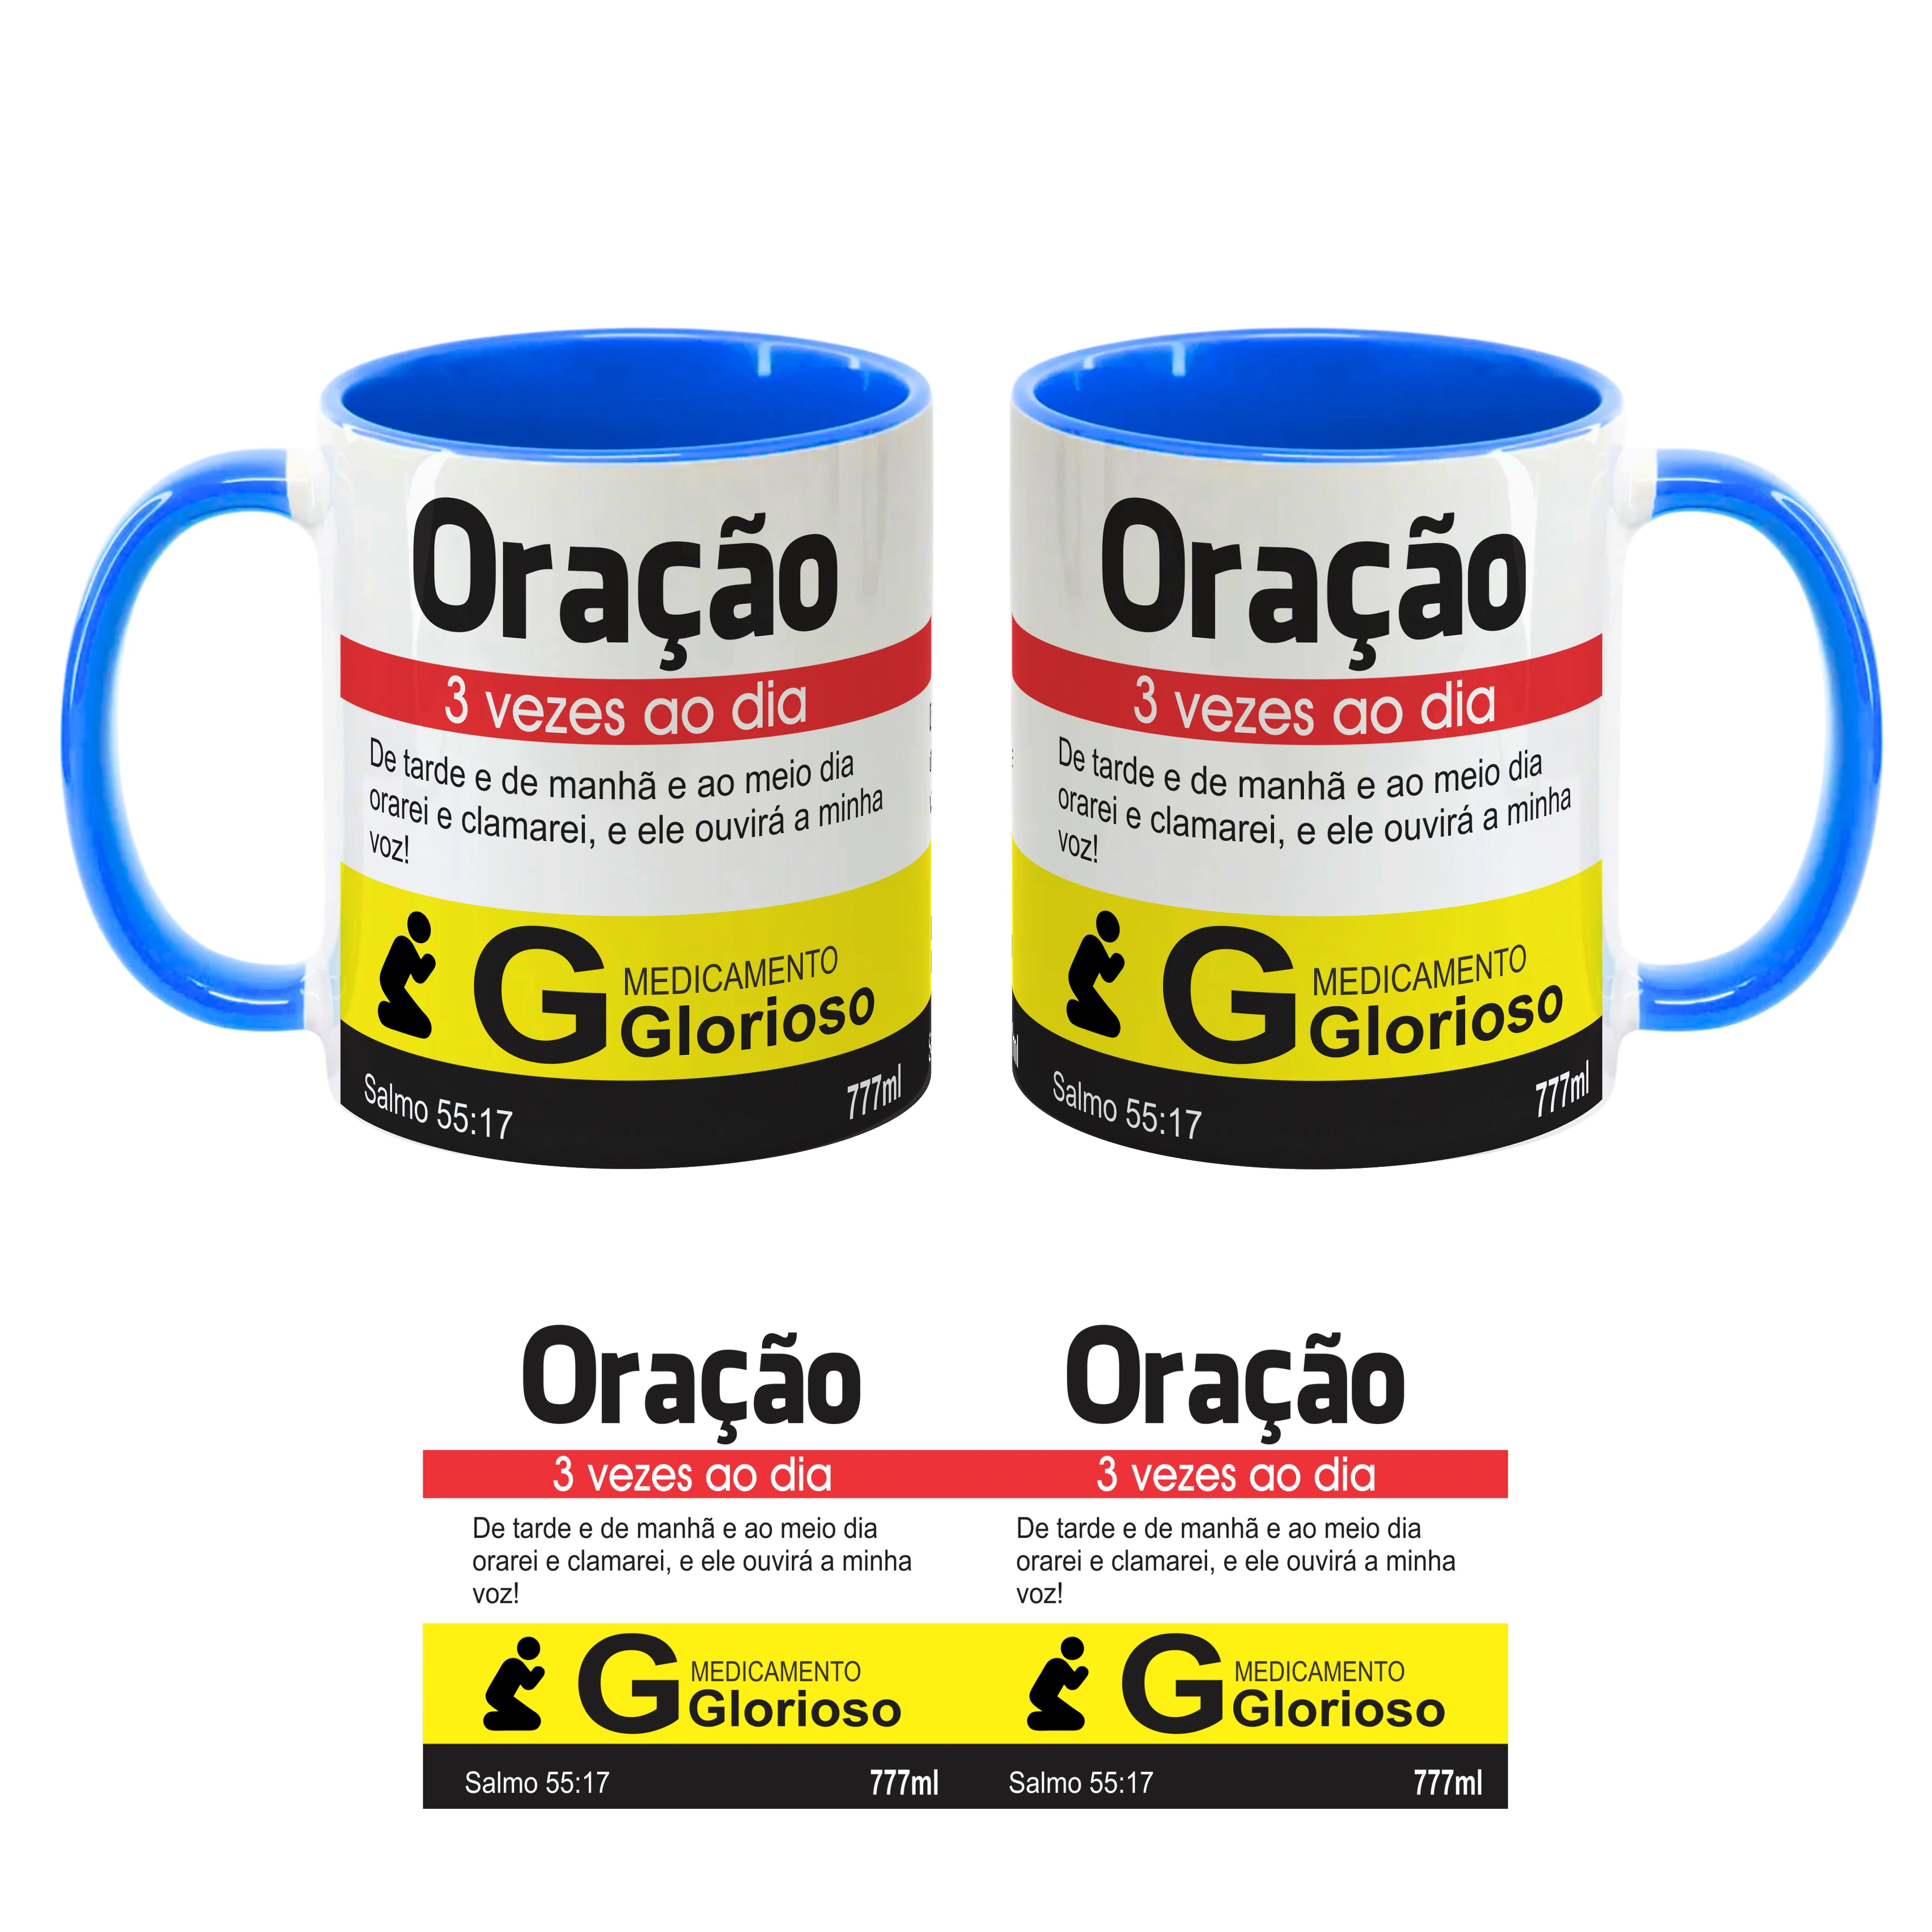 Oração
3 vezes ao dia
De tarde e de manhã e ao meio dia
orarei e clamarei, e ele ouvirá a minha
voz!
G MEDICAMENTO
Glorioso
Salmo 55:17 777ml
Oração
3 vezes ao dia
De tarde e de manhã e ao meio dia
orarei e clamarei, e ele ouvirá a minha
voz!
G MEDICAMENTO
Glorioso
Salmo 55:17 777ml
Oração
3 vezes ao dia
De tarde e de manhã e ao meio dia
orarei e clamarei, e ele ouvirá a minha
voz!
G MEDICAMENTO
Glorioso
Salmo 55:17 777ml
Oração
3 vezes ao dia
De tarde e de manhã e ao meio dia
orarei e clamarei, e ele ouvirá a minha
voz!
G MEDICAMENTO
Glorioso
Salmo 55:17 777ml